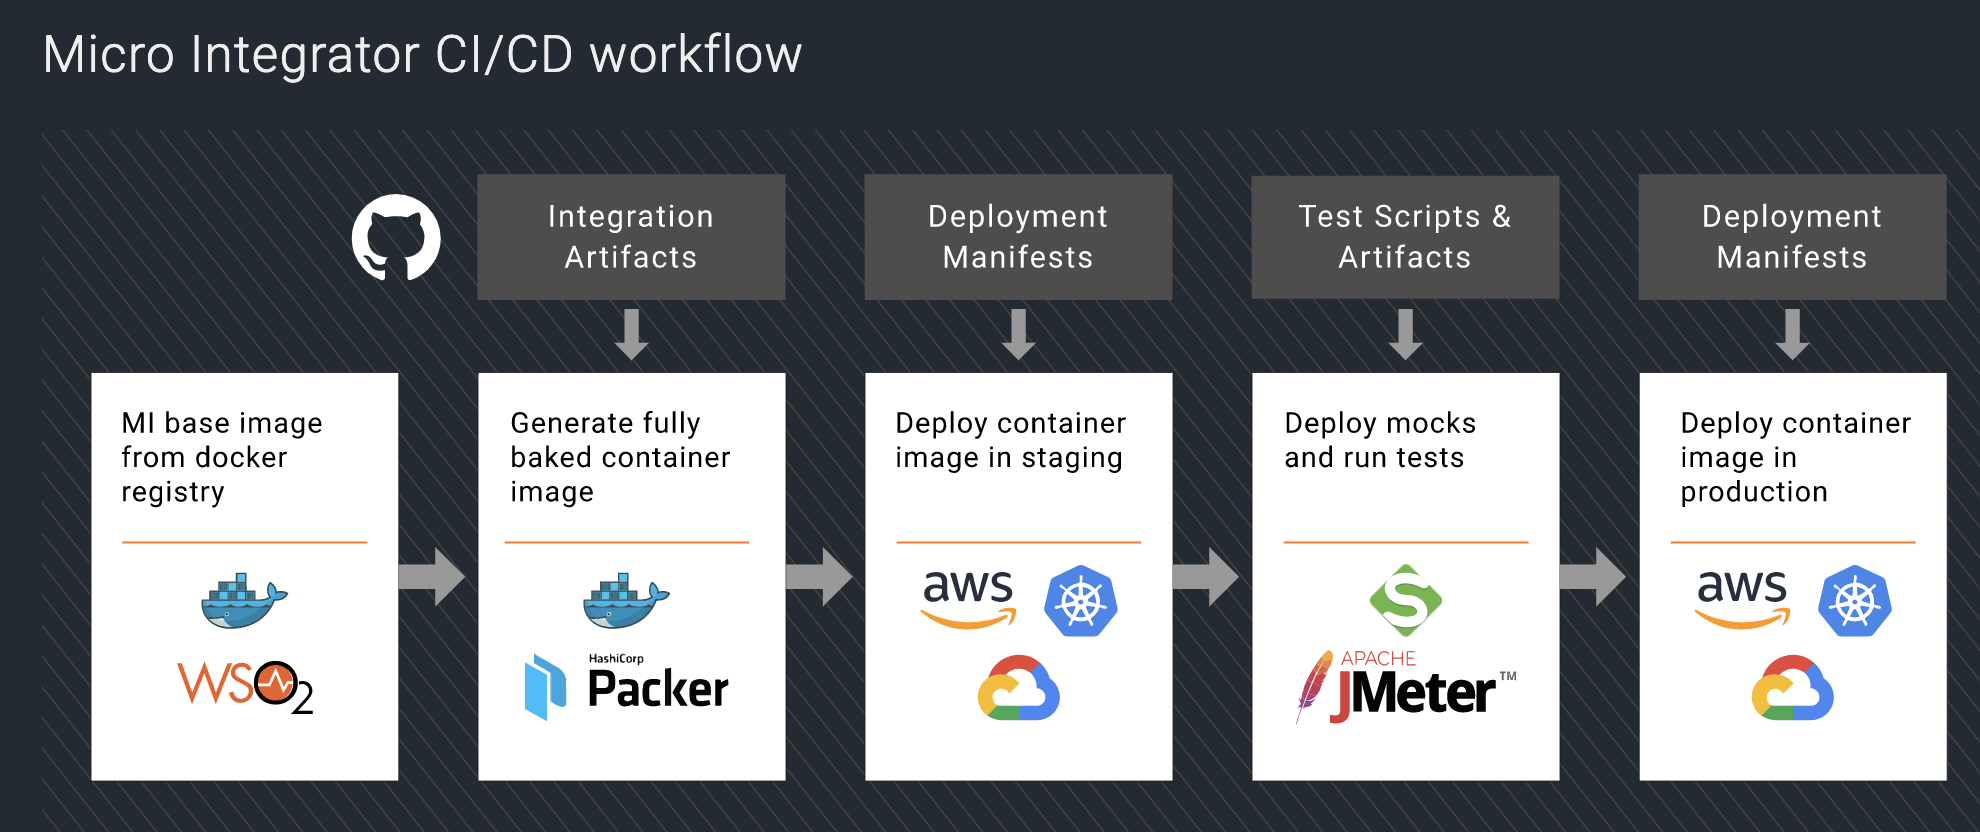 Micro Integrator CI/CD workflow
Integration
Artifacts
Deployment
Manifests
Test Scripts &
Artifacts
Deployment
Manifests
MI base image
from docker
registry
WSO2
Generate fully
baked container
image
HashiCorp
Packer
Deploy container
image in staging
aws
Deploy mocks
and run tests
S
APACHE
JMeter™
Deploy container
image in
production
aws